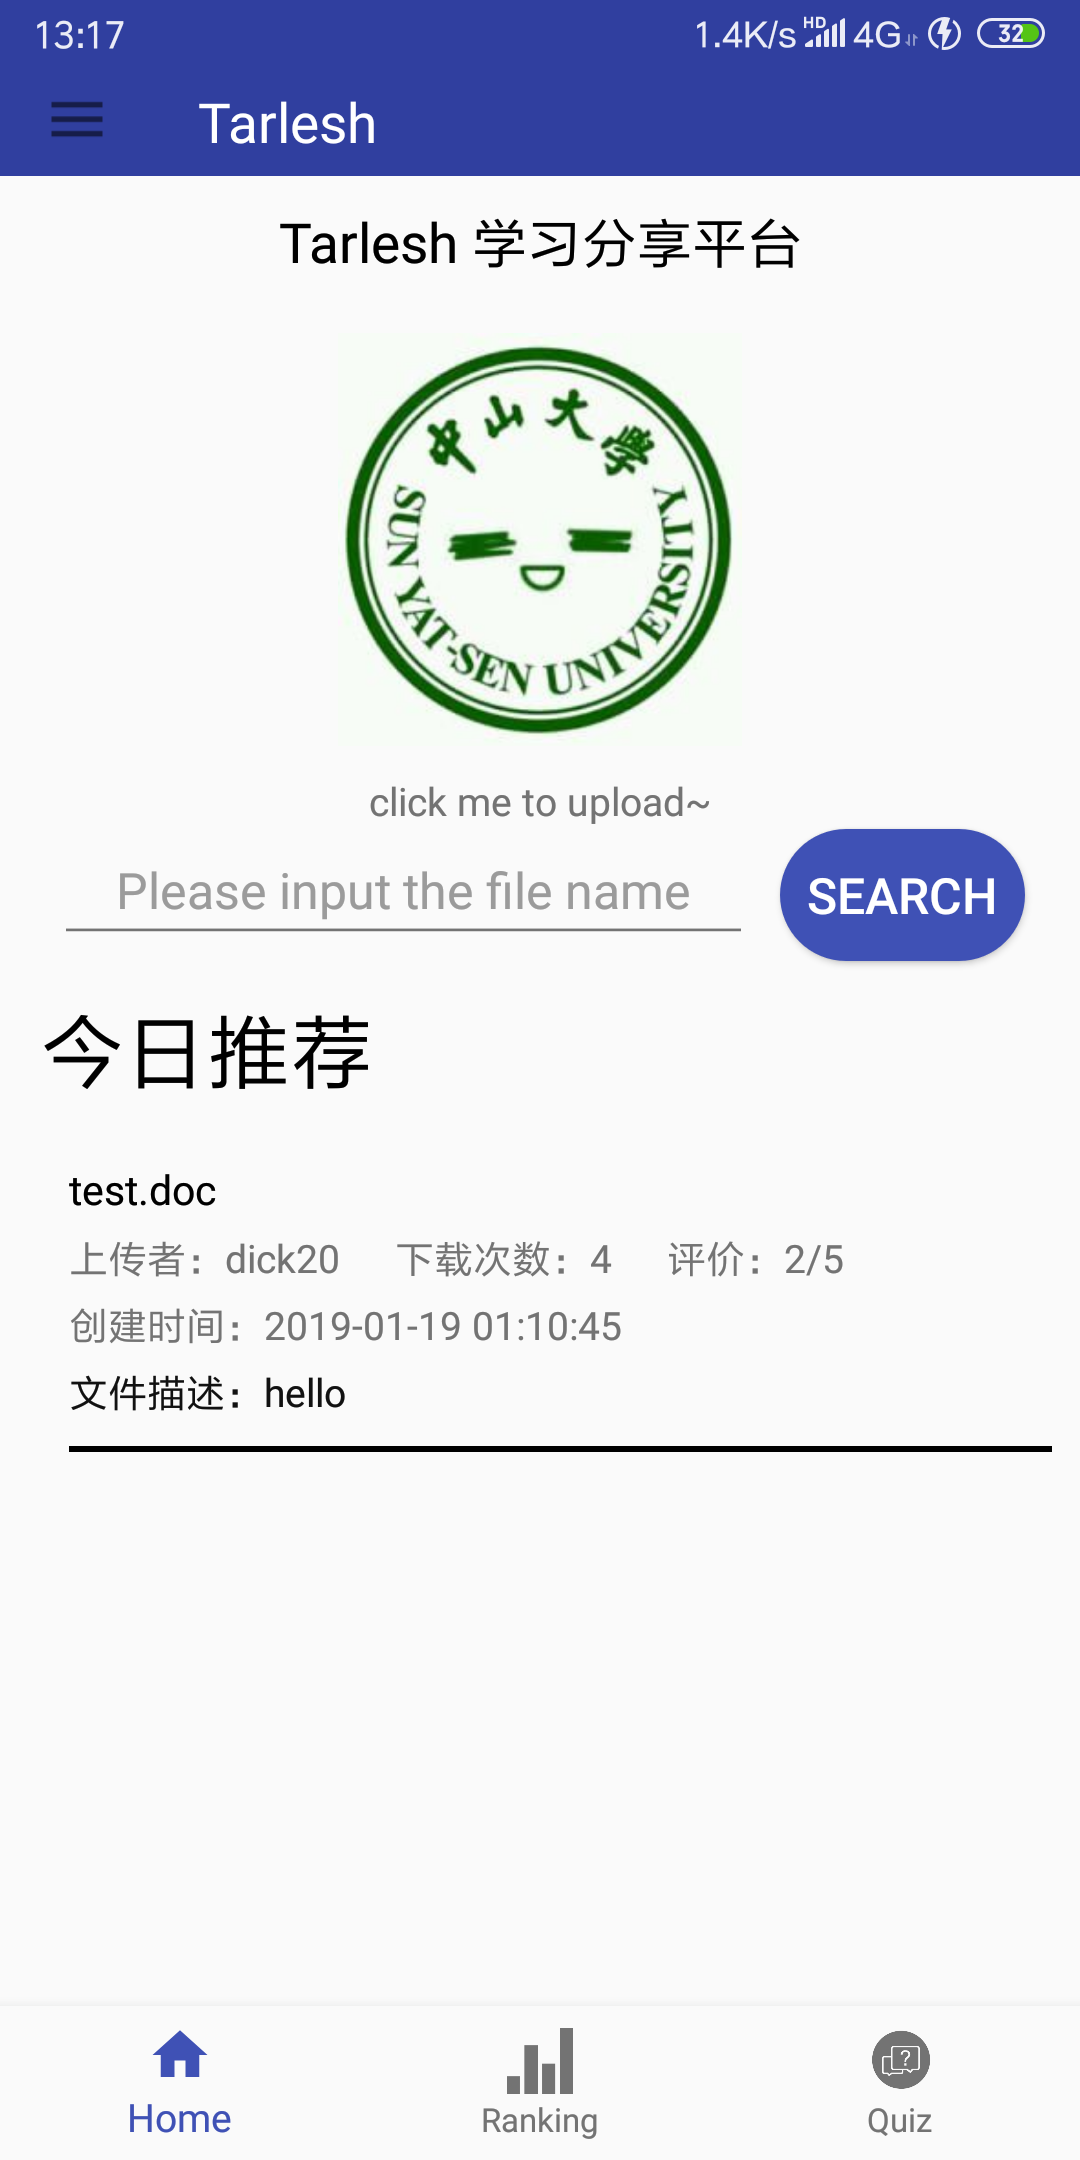 13:17 1.4K/s HD 4G 32
Tarlesh
Tarlesh 学习分享平台
中山大學
SUN YAT-SEN UNIVERSITY
click me to upload~
Please input the file name SEARCH
今日推荐
test.doc
上传者：dick20 下载次数：4 评价：2/5
创建时间：2019-01-19 01:10:45
文件描述：hello
Home Ranking Quiz